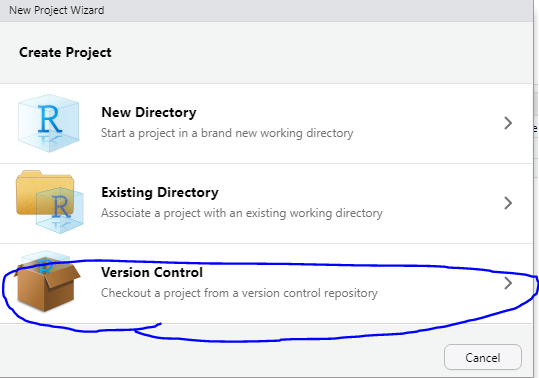 New Project Wizard
Create Project
New Directory
Start a project in a brand new working directory
Existing Directory
Associate a project with an existing working directory
Version Control
Checkout a project from a version control repository
Cancel